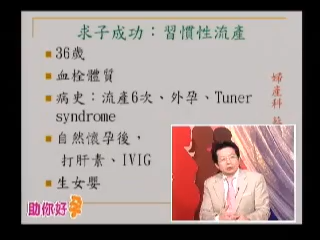 求子成功：習慣性流產
36歲
血栓體質
病史：流產6次、外孕、Tuner
syndrome
自然懷孕後，
打肝素、IVIG
生女嬰
婦產科
助你好孕